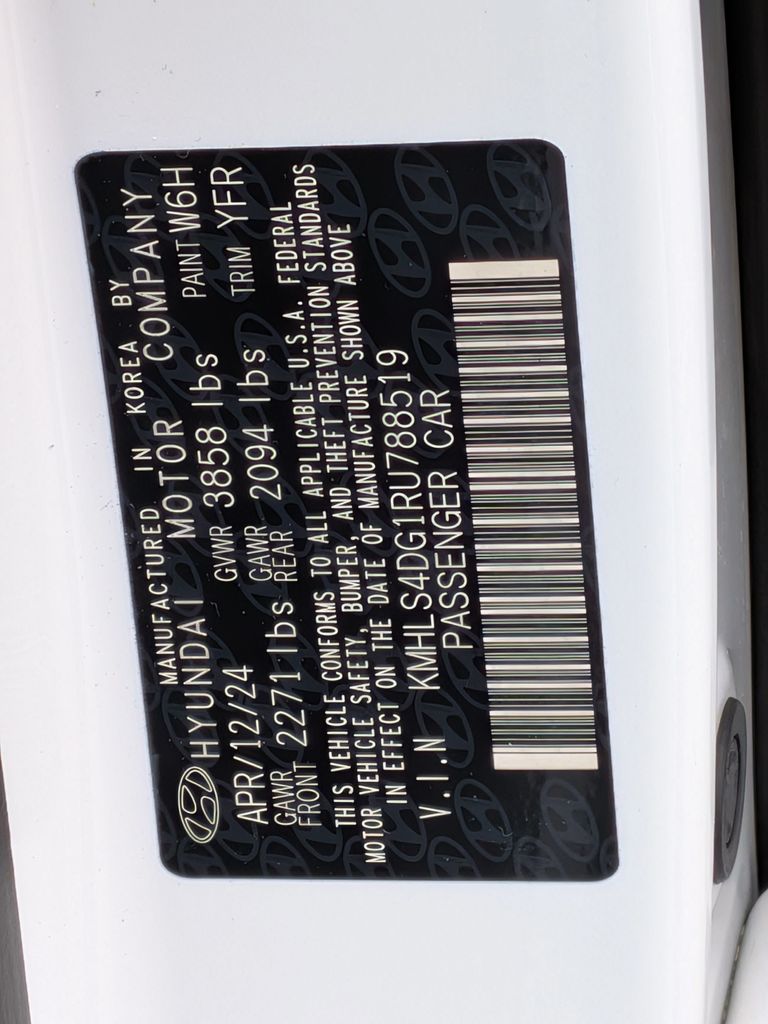 MANUFACTURED IN KOREA BY
HYUNDAI MOTOR COMPANY
APR/12/24 GVWR 3858 lbs PAINT W6H
GAWR FRONT 2271 lbs GAWR REAR 2094 lbs TRIM YFR
THIS VEHICLE CONFORMS TO ALL APPLICABLE U.S.A. FEDERAL
MOTOR VEHICLE SAFETY, BUMPER, AND THEFT PREVENTION STANDARDS
IN EFFECT ON THE DATE OF MANUFACTURE SHOWN ABOVE
V.I.N KMHLS4DG1RU788519
PASSENGER CAR